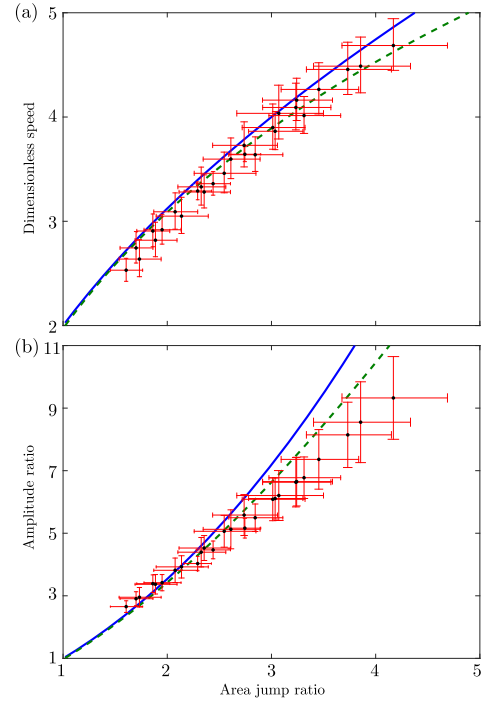 (a)
5
4
3
2
Dimensionless speed
(b)
11
9
7
5
3
1
Amplitude ratio
1 2 3 4 5
Area jump ratio